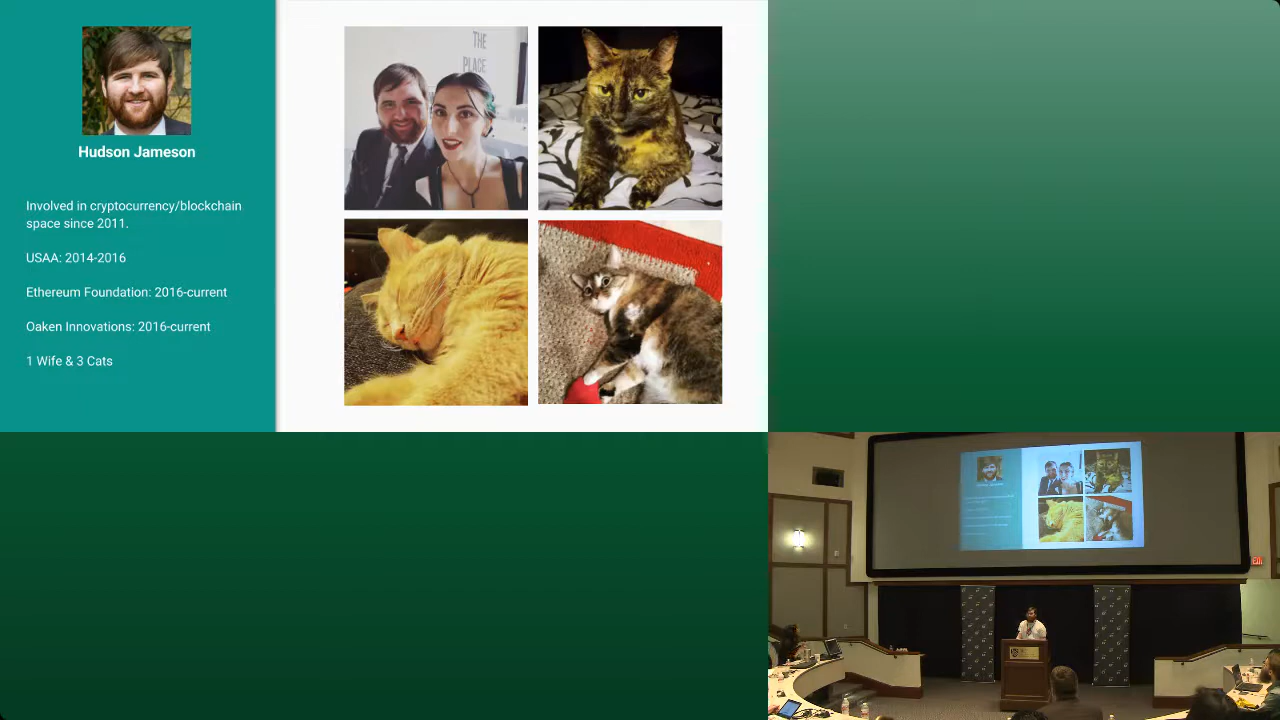 Hudson Jameson
Involved in cryptocurrency/blockchain
space since 2011.
USAA: 2014-2016
Ethereum Foundation: 2016-current
Oaken Innovations: 2016-current
1 Wife & 3 Cats
THE
PLACE
EXIT